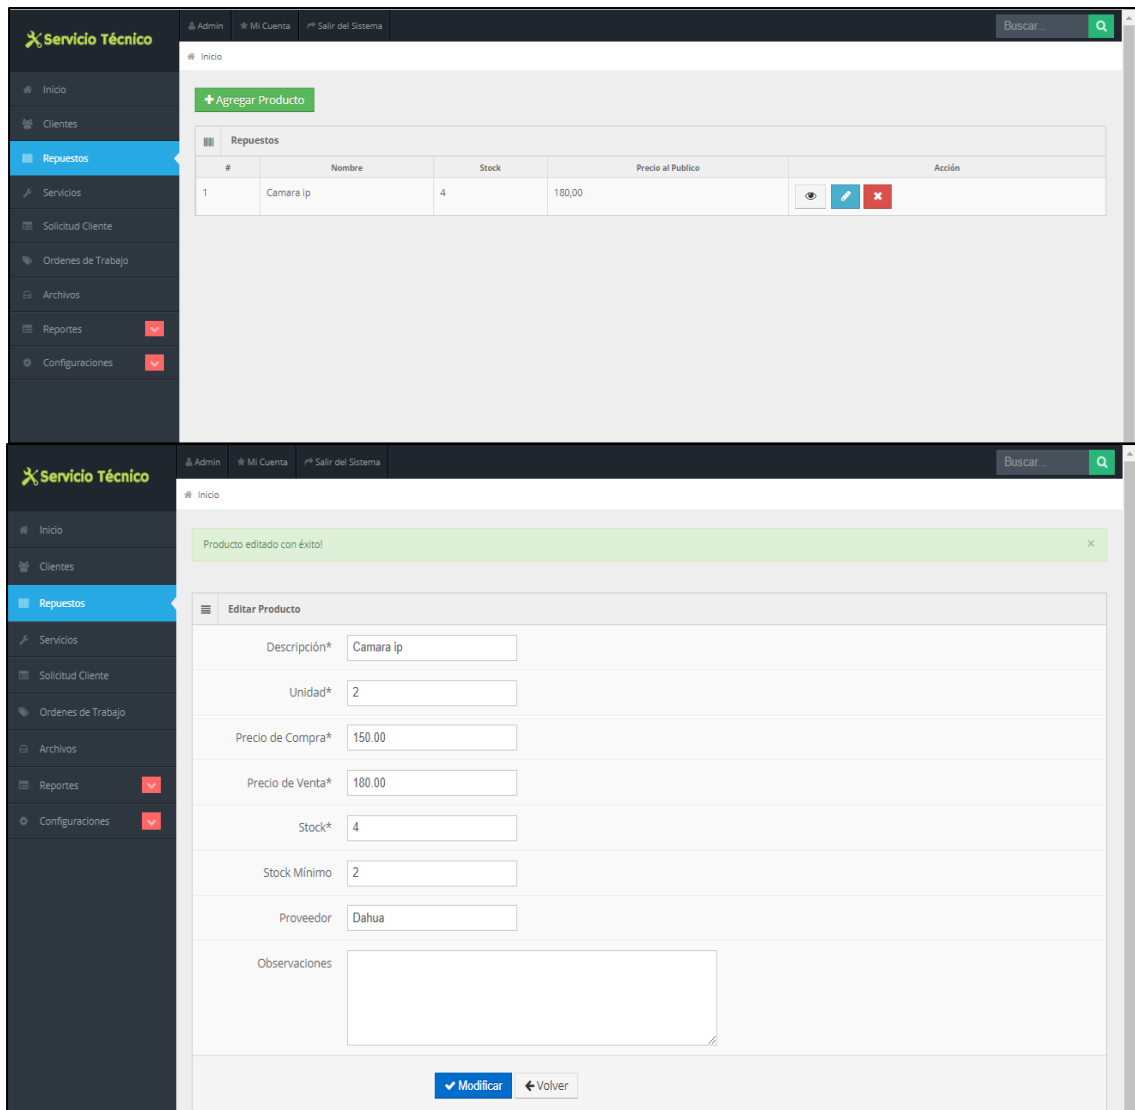 Servicio Técnico
Admin Mi Cuenta Salir del Sistema Buscar...
Inicio
Inicio
Clientes
Repuestos
Servicios
Solicitud Cliente
Ordenes de Trabajo
Archivos
Reportes
Configuraciones
Agregar Producto
Repuestos
# Nombre Stock Precio al Publico Acción
1 Camara ip 4 180,00
Servicio Técnico
Admin Mi Cuenta Salir del Sistema Buscar...
Inicio
Inicio
Clientes
Repuestos
Servicios
Solicitud Cliente
Ordenes de Trabajo
Archivos
Reportes
Configuraciones
Producto editado con éxito! ×
Editar Producto
Descripción* Camara ip
Unidad* 2
Precio de Compra* 150.00
Precio de Venta* 180.00
Stock* 4
Stock Mínimo 2
Proveedor Dahua
Observaciones
Modificar Volver